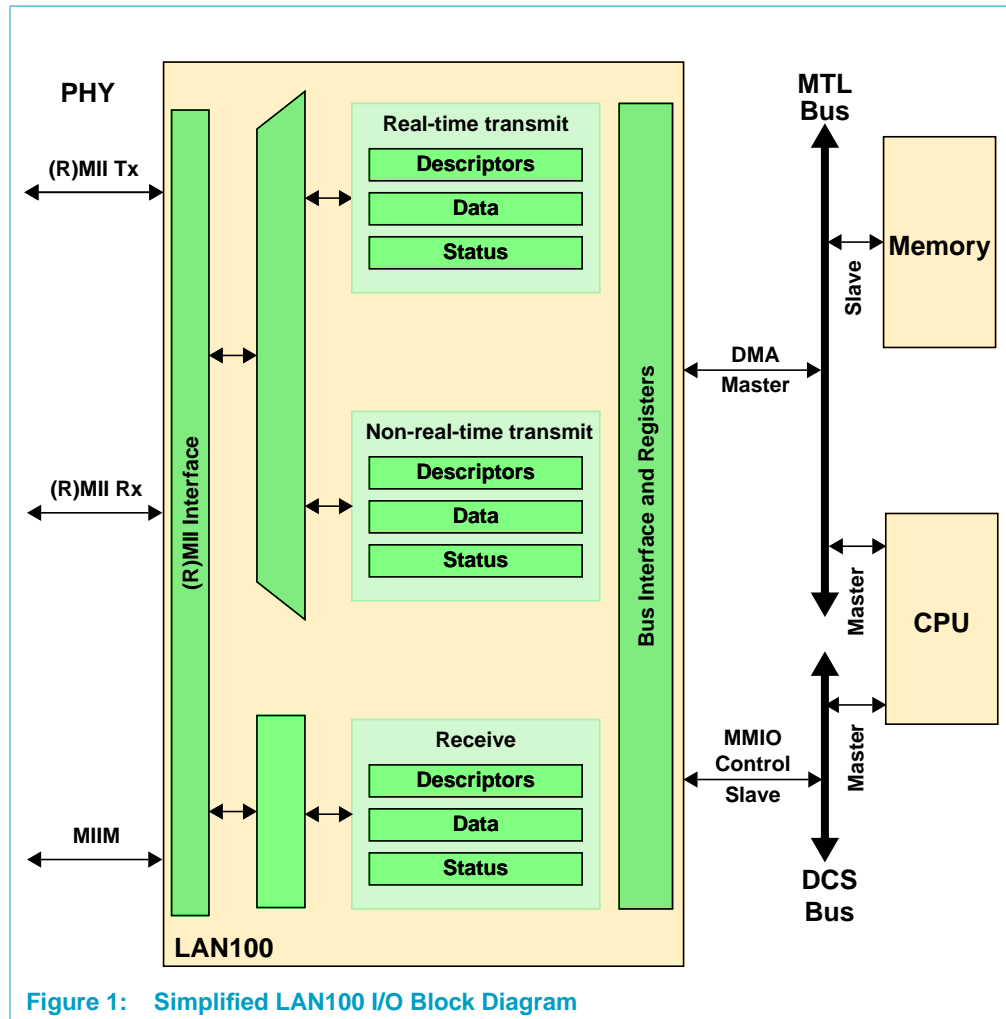 PHY
(R)MII Tx
(R)MII Rx
MIIM
(R)MII Interface
Real-time transmit
Descriptors
Data
Status
Non-real-time transmit
Descriptors
Data
Status
Receive
Descriptors
Data
Status
Bus Interface and Registers
LAN100
DMA
Master
MMIO
Control
Slave
MTL
Bus
Slave
Memory
Master
CPU
Master
DCS
Bus
Figure 1: Simplified LAN100 I/O Block Diagram